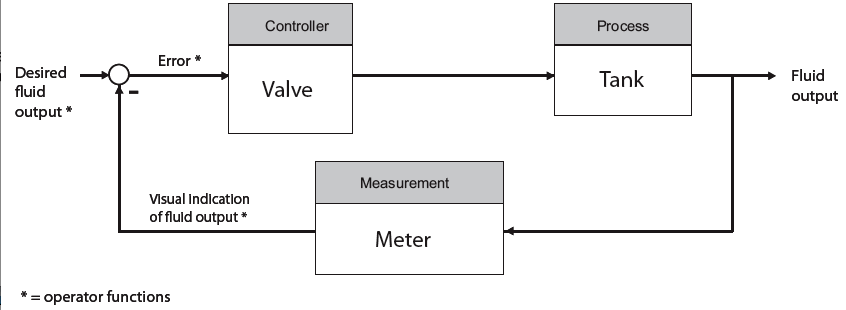 Controller
Process
Desired
fluid
output *
Error *
Valve
Tank
Fluid
output
-
Measurement
Visual indication
of fluid output *
Meter
* = operator functions